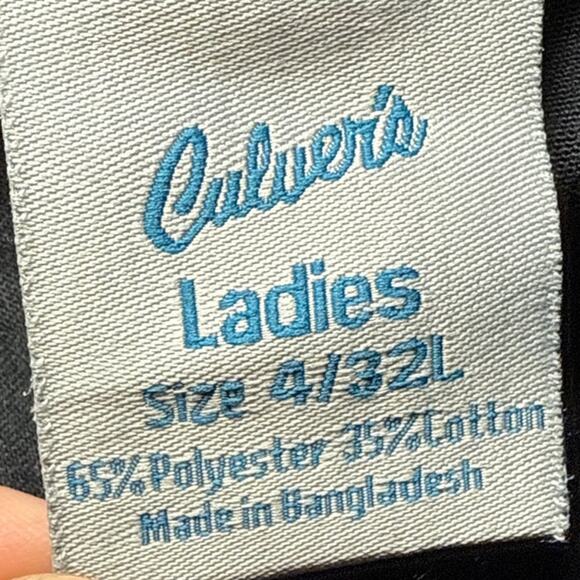 Culver's
Ladies
Size 4/32L
65% Polyester 35% Cotton
Made in Bangladesh